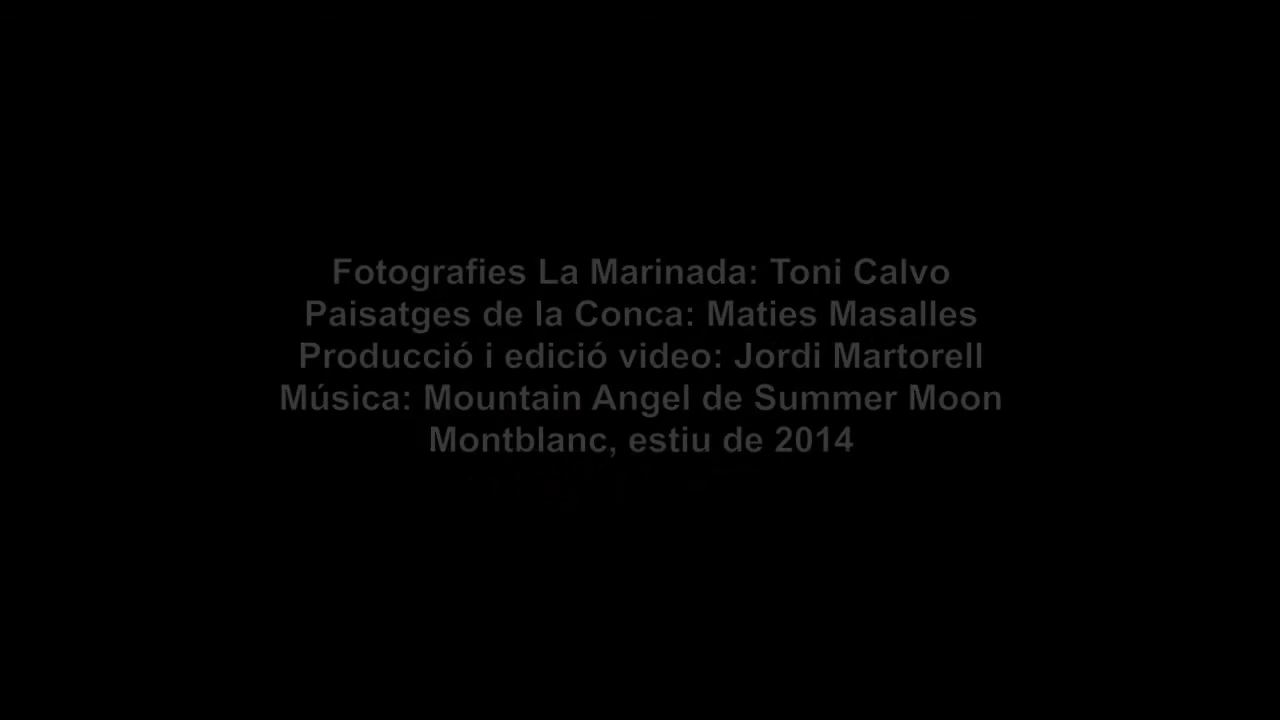 Fotografies La Marinada: Toni Calvo
Paisatges de la Conca: Maties Masalles
Producció i edició video: Jordi Martorell
Música: Mountain Angel de Summer Moon
Montblanc, estiu de 2014